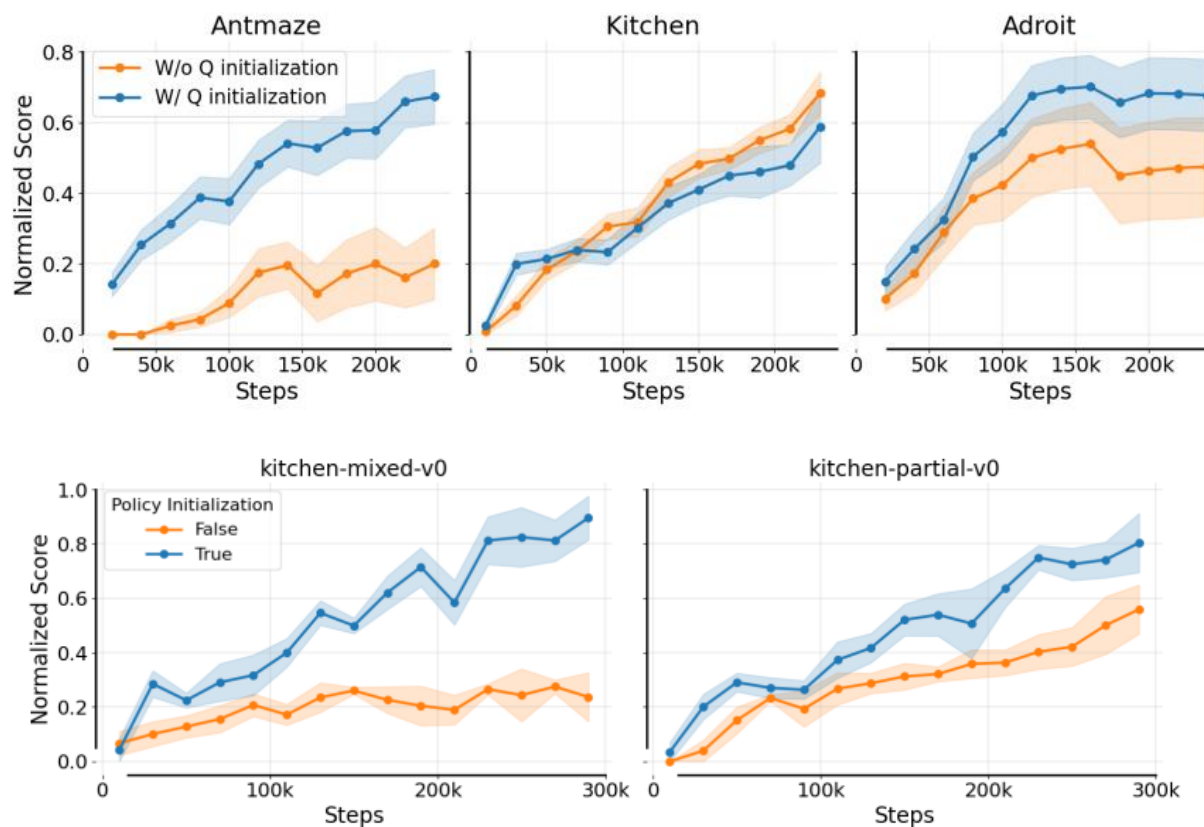 Antmaze
Kitchen
Adroit
W/o Q initialization
W/ Q initialization
Normalized Score
0.8
0.6
0.4
0.2
0.0
0 50k 100k 150k 200k
0 50k 100k 150k 200k
0 50k 100k 150k 200k
Steps
Steps
Steps
kitchen-mixed-v0
kitchen-partial-v0
Policy Initialization
False
True
Normalized Score
1.0
0.8
0.6
0.4
0.2
0.0
0 100k 200k 300k
0 100k 200k 300k
Steps
Steps